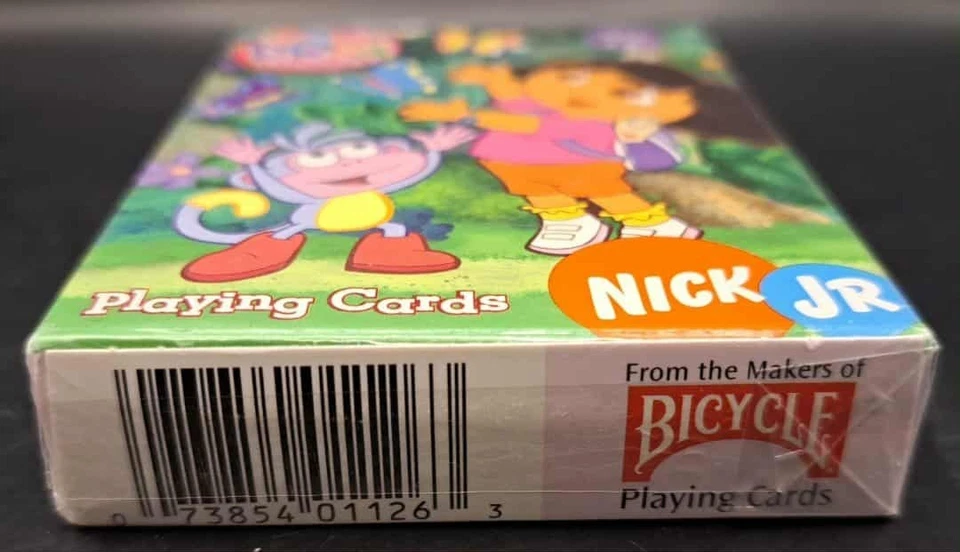 Playing Cards
NICK JR
From the Makers of
BICYCLE
Playing Cards
0 73854 01126 3